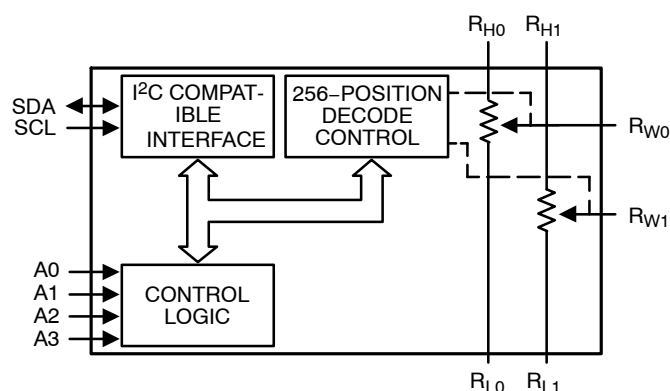 R_H0 R_H1
SDA
SCL
I²C COMPAT-
IBLE
INTERFACE
256–POSITION
DECODE
CONTROL
R_W0
R_W1
A0
A1
A2
A3
CONTROL
LOGIC
R_L0 R_L1